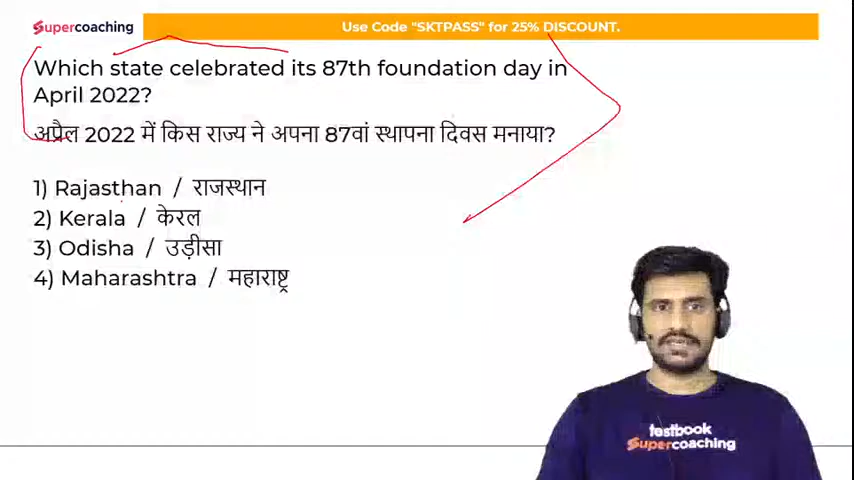 Supercoaching
Use Code "SKTPASS" for 25% DISCOUNT.
Which state celebrated its 87th foundation day in
April 2022?
अप्रैल 2022 में किस राज्य ने अपना 87वां स्थापना दिवस मनाया?
1) Rajasthan / राजस्थान
2) Kerala / केरल
3) Odisha / उड़ीसा
4) Maharashtra / महाराष्ट्र
testbook
Supercoaching